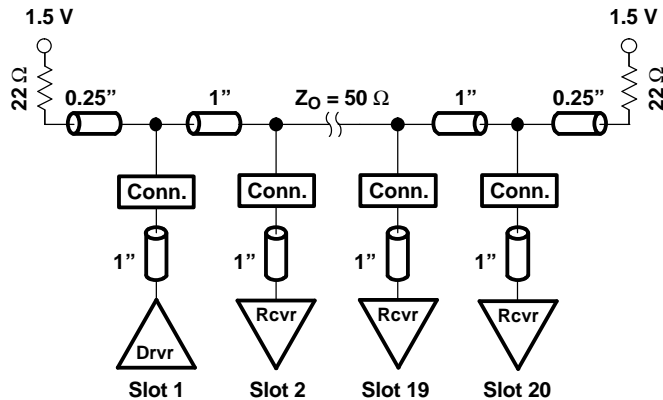 1.5 V
1.5 V
22 Ω
0.25”
1”
Z_O = 50 Ω
1”
0.25”
22 Ω
Conn.
Conn.
Conn.
Conn.
1”
1”
1”
1”
Drvr
Rcvr
Rcvr
Rcvr
Slot 1
Slot 2
Slot 19
Slot 20